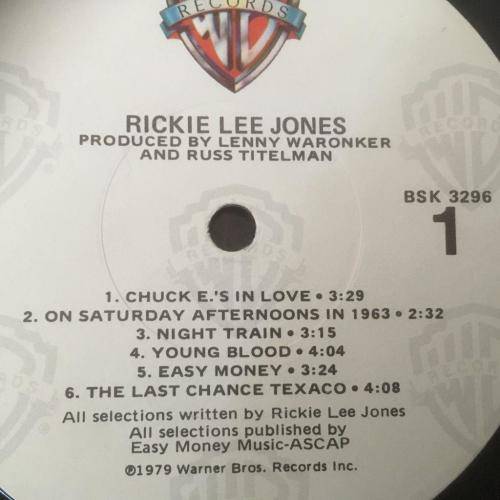 RECORDS
RICKIE LEE JONES
PRODUCED BY LENNY WARONKER
AND RUSS TITELMAN
BSK 3296
1
1. CHUCK E.'S IN LOVE • 3:29
2. ON SATURDAY AFTERNOONS IN 1963 • 2:32
3. NIGHT TRAIN • 3:15
4. YOUNG BLOOD • 4:04
5. EASY MONEY • 3:24
6. THE LAST CHANCE TEXACO • 4:08
All selections written by Rickie Lee Jones
All selections published by
Easy Money Music-ASCAP
℗1979 Warner Bros. Records Inc.